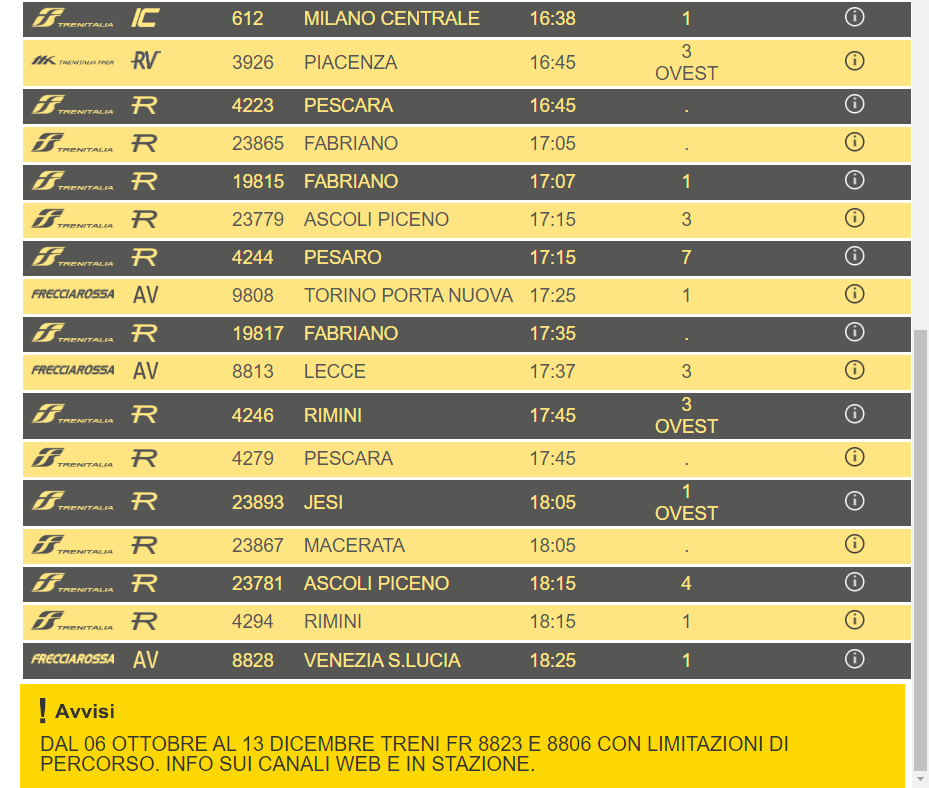 TRENITALIA IC 612 MILANO CENTRALE 16:38 1
TRENITALIA TPER RV 3926 PIACENZA 16:45 3 OVEST
TRENITALIA R 4223 PESCARA 16:45 .
TRENITALIA R 23865 FABRIANO 17:05 .
TRENITALIA R 19815 FABRIANO 17:07 1
TRENITALIA R 23779 ASCOLI PICENO 17:15 3
TRENITALIA R 4244 PESARO 17:15 7
FRECCIAROSSA AV 9808 TORINO PORTA NUOVA 17:25 1
TRENITALIA R 19817 FABRIANO 17:35 .
FRECCIAROSSA AV 8813 LECCE 17:37 3
TRENITALIA R 4246 RIMINI 17:45 3 OVEST
TRENITALIA R 4279 PESCARA 17:45 .
TRENITALIA R 23893 JESI 18:05 1 OVEST
TRENITALIA R 23867 MACERATA 18:05 .
TRENITALIA R 23781 ASCOLI PICENO 18:15 4
TRENITALIA R 4294 RIMINI 18:15 1
FRECCIAROSSA AV 8828 VENEZIA S.LUCIA 18:25 1
! Avvisi
DAL 06 OTTOBRE AL 13 DICEMBRE TRENI FR 8823 E 8806 CON LIMITAZIONI DI
PERCORSO. INFO SUI CANALI WEB E IN STAZIONE.